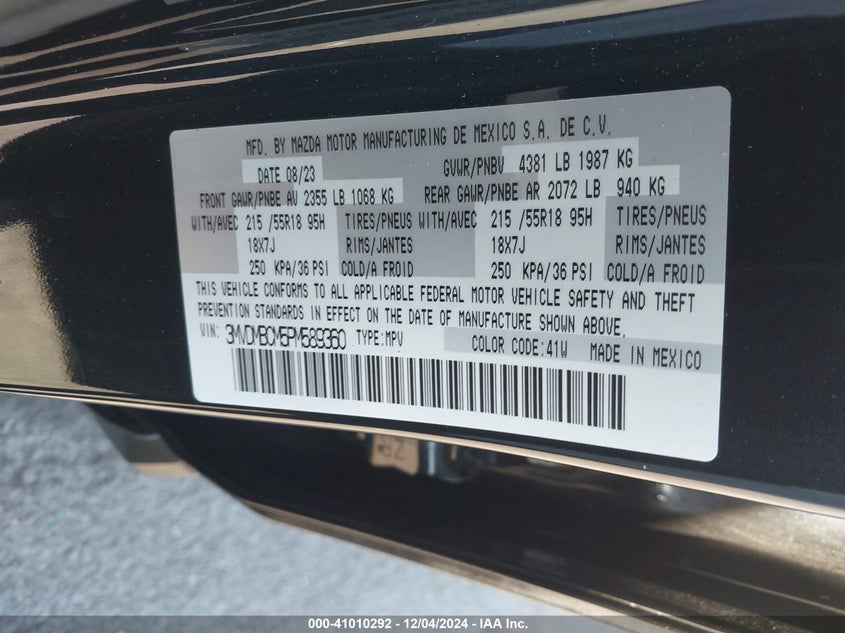 MFD. BY MAZDA MOTOR MANUFACTURING DE MEXICO S.A. DE C.V.
DATE 08/23 GVWR/PNBV 4381 LB 1987 KG
FRONT GAWR/PNBE AV 2355 LB 1068 KG REAR GAWR/PNBE AR 2072 LB 940 KG
WITH/AVEC 215 /55R18 95H TIRES/PNEUS WITH/AVEC 215 /55R18 95H TIRES/PNEUS
18X7J RIMS/JANTES 18X7J RIMS/JANTES
250 KPA/36 PSI COLD/A FROID 250 KPA/36 PSI COLD/A FROID
THIS VEHICLE CONFORMS TO ALL APPLICABLE FEDERAL MOTOR VEHICLE SAFETY AND THEFT
PREVENTION STANDARDS IN EFFECT ON THE DATE OF MANUFACTURE SHOWN ABOVE.
VIN: 3MVDMBCM5PM589360 TYPE:MPV COLOR CODE:41W MADE IN MEXICO
000-41010292 - 12/04/2024 - IAA Inc.